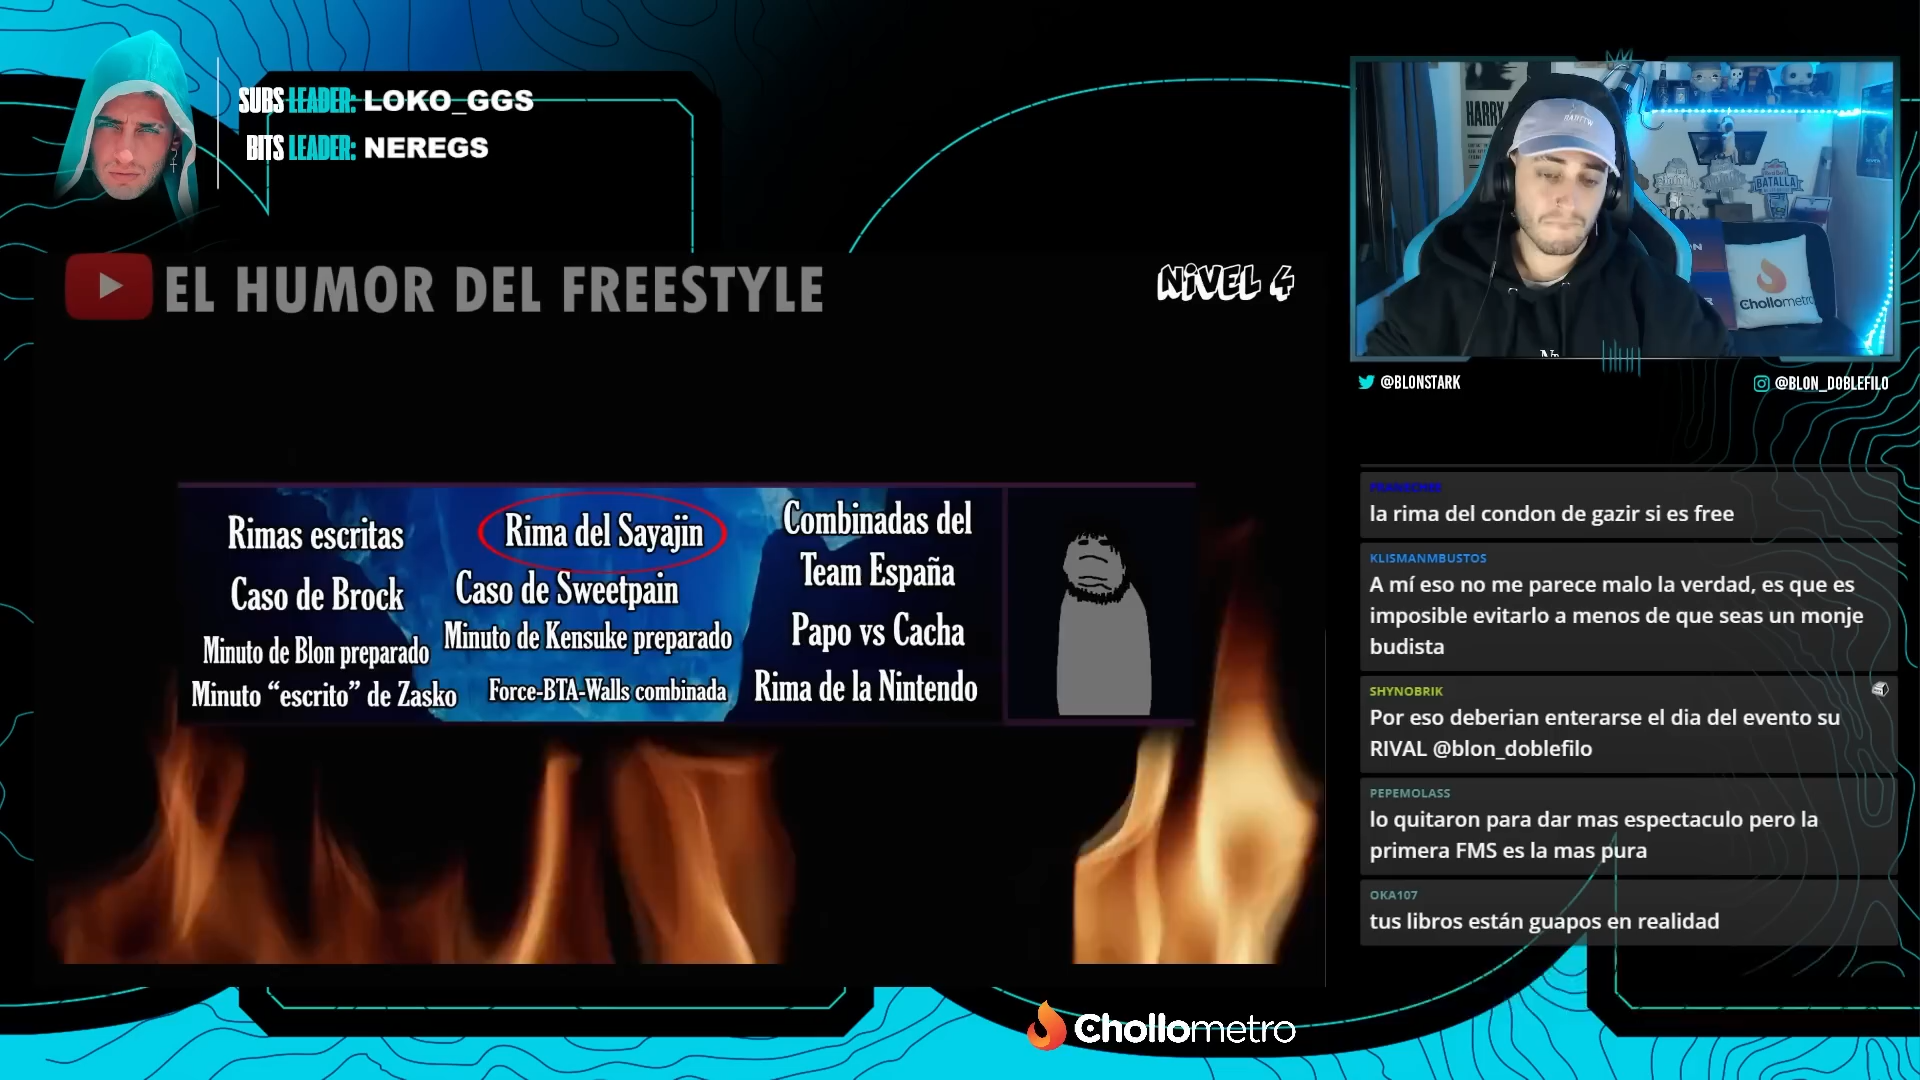 SUBS LEADER: LOKO_GGS
BITS LEADER: NEREGS
EL HUMOR DEL FREESTYLE
NIVEL 4
Rimas escritas
Caso de Brock
Minuto de Blon preparado
Minuto “escrito” de Zasko
Rima del Sayajin
Caso de Sweetpain
Minuto de Kensuke preparado
Force-BTA-Walls combinada
Combinadas del
Team España
Papo vs Cacha
Rima de la Nintendo
HARRY
BATALLA
Chollometro
@BLONSTARK
@BLON_DOBLEFILO
la rima del condon de gazir si es free
KLISMANMBUSTOS
A mí eso no me parece malo la verdad, es que es
imposible evitarlo a menos de que seas un monje
budista
SHYNOBRIK
Por eso deberian enterarse el dia del evento su
RIVAL @blon_doblefilo
PEPEMOLASS
lo quitaron para dar mas espectaculo pero la
primera FMS es la mas pura
OKA107
tus libros están guapos en realidad
Chollometro